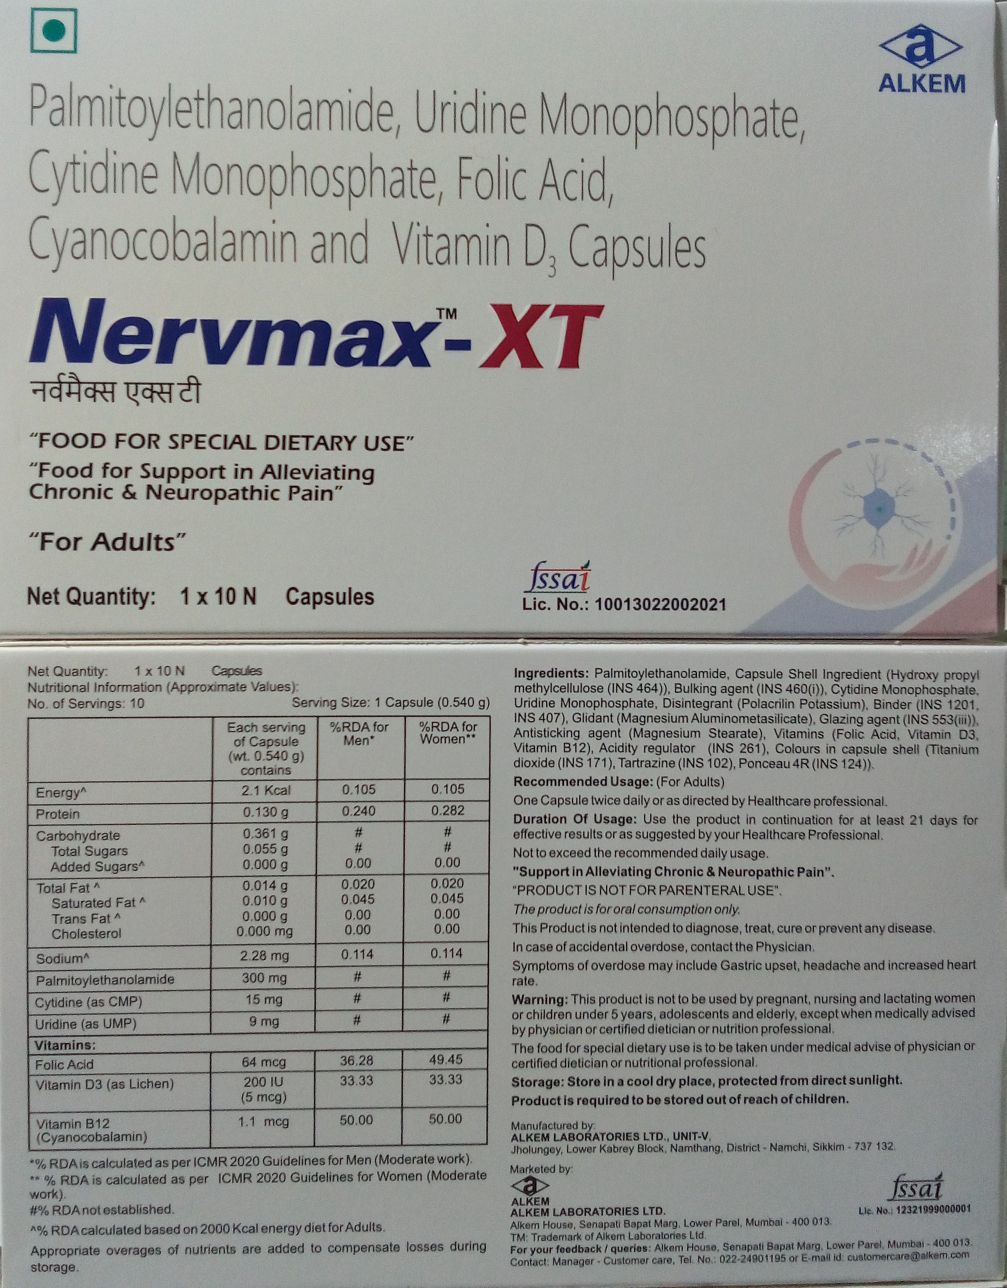 a
ALKEM
Palmitoylethanolamide, Uridine Monophosphate,
Cytidine Monophosphate, Folic Acid,
Cyanocobalamin and Vitamin D3 Capsules
Nervmax™-XT
नर्वमैक्स एक्स टी
"FOOD FOR SPECIAL DIETARY USE"
"Food for Support in Alleviating
Chronic & Neuropathic Pain"
"For Adults"
Net Quantity: 1 x 10 N Capsules
fssai
Lic. No.: 10013022002021
Net Quantity: 1 x 10 N Capsules
Nutritional Information (Approximate Values):
No. of Servings: 10 Serving Size: 1 Capsule (0.540 g)
Each serving of Capsule (wt. 0.540 g) contains %RDA for Men* %RDA for Women**
Energy^ 2.1 Kcal 0.105 0.105
Protein 0.130 g 0.240 0.282
Carbohydrate 0.361 g # #
Total Sugars 0.055 g # #
Added Sugars^ 0.000 g 0.00 0.00
Total Fat ^ 0.014 g 0.020 0.020
Saturated Fat ^ 0.010 g 0.045 0.045
Trans Fat ^ 0.000 g 0.00 0.00
Cholesterol 0.000 mg 0.00 0.00
Sodium^ 2.28 mg 0.114 0.114
Palmitoylethanolamide 300 mg # #
Cytidine (as CMP) 15 mg # #
Uridine (as UMP) 9 mg # #
Vitamins:
Folic Acid 64 mcg 36.28 49.45
Vitamin D3 (as Lichen) 200 IU (5 mcg) 33.33 33.33
Vitamin B12 (Cyanocobalamin) 1.1 mcg 50.00 50.00
*% RDA is calculated as per ICMR 2020 Guidelines for Men (Moderate work).
** % RDA is calculated as per ICMR 2020 Guidelines for Women (Moderate
work).
#% RDA not established.
^% RDA calculated based on 2000 Kcal energy diet for Adults.
Appropriate overages of nutrients are added to compensate losses during
storage.
Ingredients: Palmitoylethanolamide, Capsule Shell Ingredient (Hydroxy propyl
methylcellulose (INS 464)), Bulking agent (INS 460(i)), Cytidine Monophosphate,
Uridine Monophosphate, Disintegrant (Polacrilin Potassium), Binder (INS 1201,
INS 407), Glidant (Magnesium Aluminometasilicate), Glazing agent (INS 553(iii)),
Antisticking agent (Magnesium Stearate), Vitamins (Folic Acid, Vitamin D3,
Vitamin B12), Acidity regulator (INS 261), Colours in capsule shell (Titanium
dioxide (INS 171), Tartrazine (INS 102), Ponceau 4R (INS 124)).
Recommended Usage: (For Adults)
One Capsule twice daily or as directed by Healthcare professional.
Duration Of Usage: Use the product in continuation for at least 21 days for
effective results or as suggested by your Healthcare Professional.
Not to exceed the recommended daily usage.
"Support in Alleviating Chronic & Neuropathic Pain".
"PRODUCT IS NOT FOR PARENTERAL USE".
The product is for oral consumption only.
This Product is not intended to diagnose, treat, cure or prevent any disease.
In case of accidental overdose, contact the Physician.
Symptoms of overdose may include Gastric upset, headache and increased heart
rate.
Warning: This product is not to be used by pregnant, nursing and lactating women
or children under 5 years, adolescents and elderly, except when medically advised
by physician or certified dietician or nutrition professional.
The food for special dietary use is to be taken under medical advise of physician or
certified dietician or nutritional professional.
Storage: Store in a cool dry place, protected from direct sunlight.
Product is required to be stored out of reach of children.
Manufactured by:
ALKEM LABORATORIES LTD., UNIT-V,
Jholungey, Lower Kabrey Block, Namthang, District - Namchi, Sikkim - 737 132.
Marketed by:
a
ALKEM
ALKEM LABORATORIES LTD.
Alkem House, Senapati Bapat Marg, Lower Parel, Mumbai - 400 013.
TM: Trademark of Alkem Laboratories Ltd.
For your feedback / queries: Alkem House, Senapati Bapat Marg, Lower Parel, Mumbai - 400 013.
Contact: Manager - Customer care, Tel. No.: 022-24901195 or E-mail id: customercare@alkem.com
fssai
Lic. No.: 12321999000001